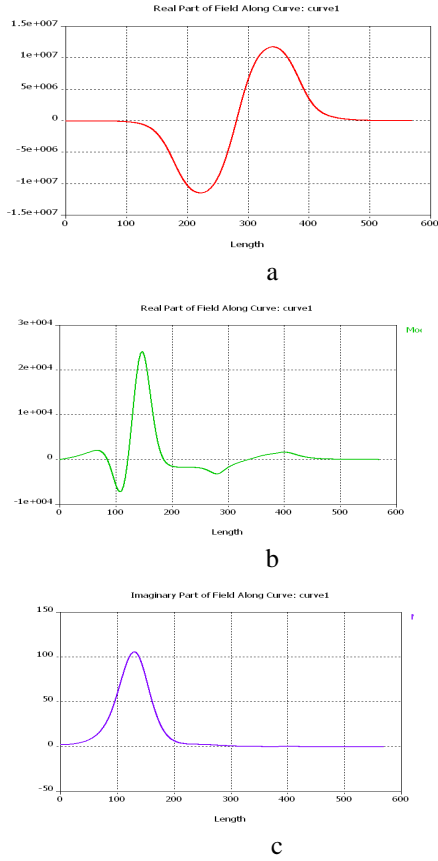 Real Part of Field Along Curve: curve1
1.5e+007
1e+007
5e+006
0
-5e+006
-1e+007
-1.5e+007
0 100 200 300 400 500 600
Length
a
Real Part of Field Along Curve: curve1
3e+004
2e+004
1e+004
0
-1e+004
0 100 200 300 400 500 600
Length
b
Imaginary Part of Field Along Curve: curve1
150
100
50
0
-50
0 100 200 300 400 500 600
Length
c